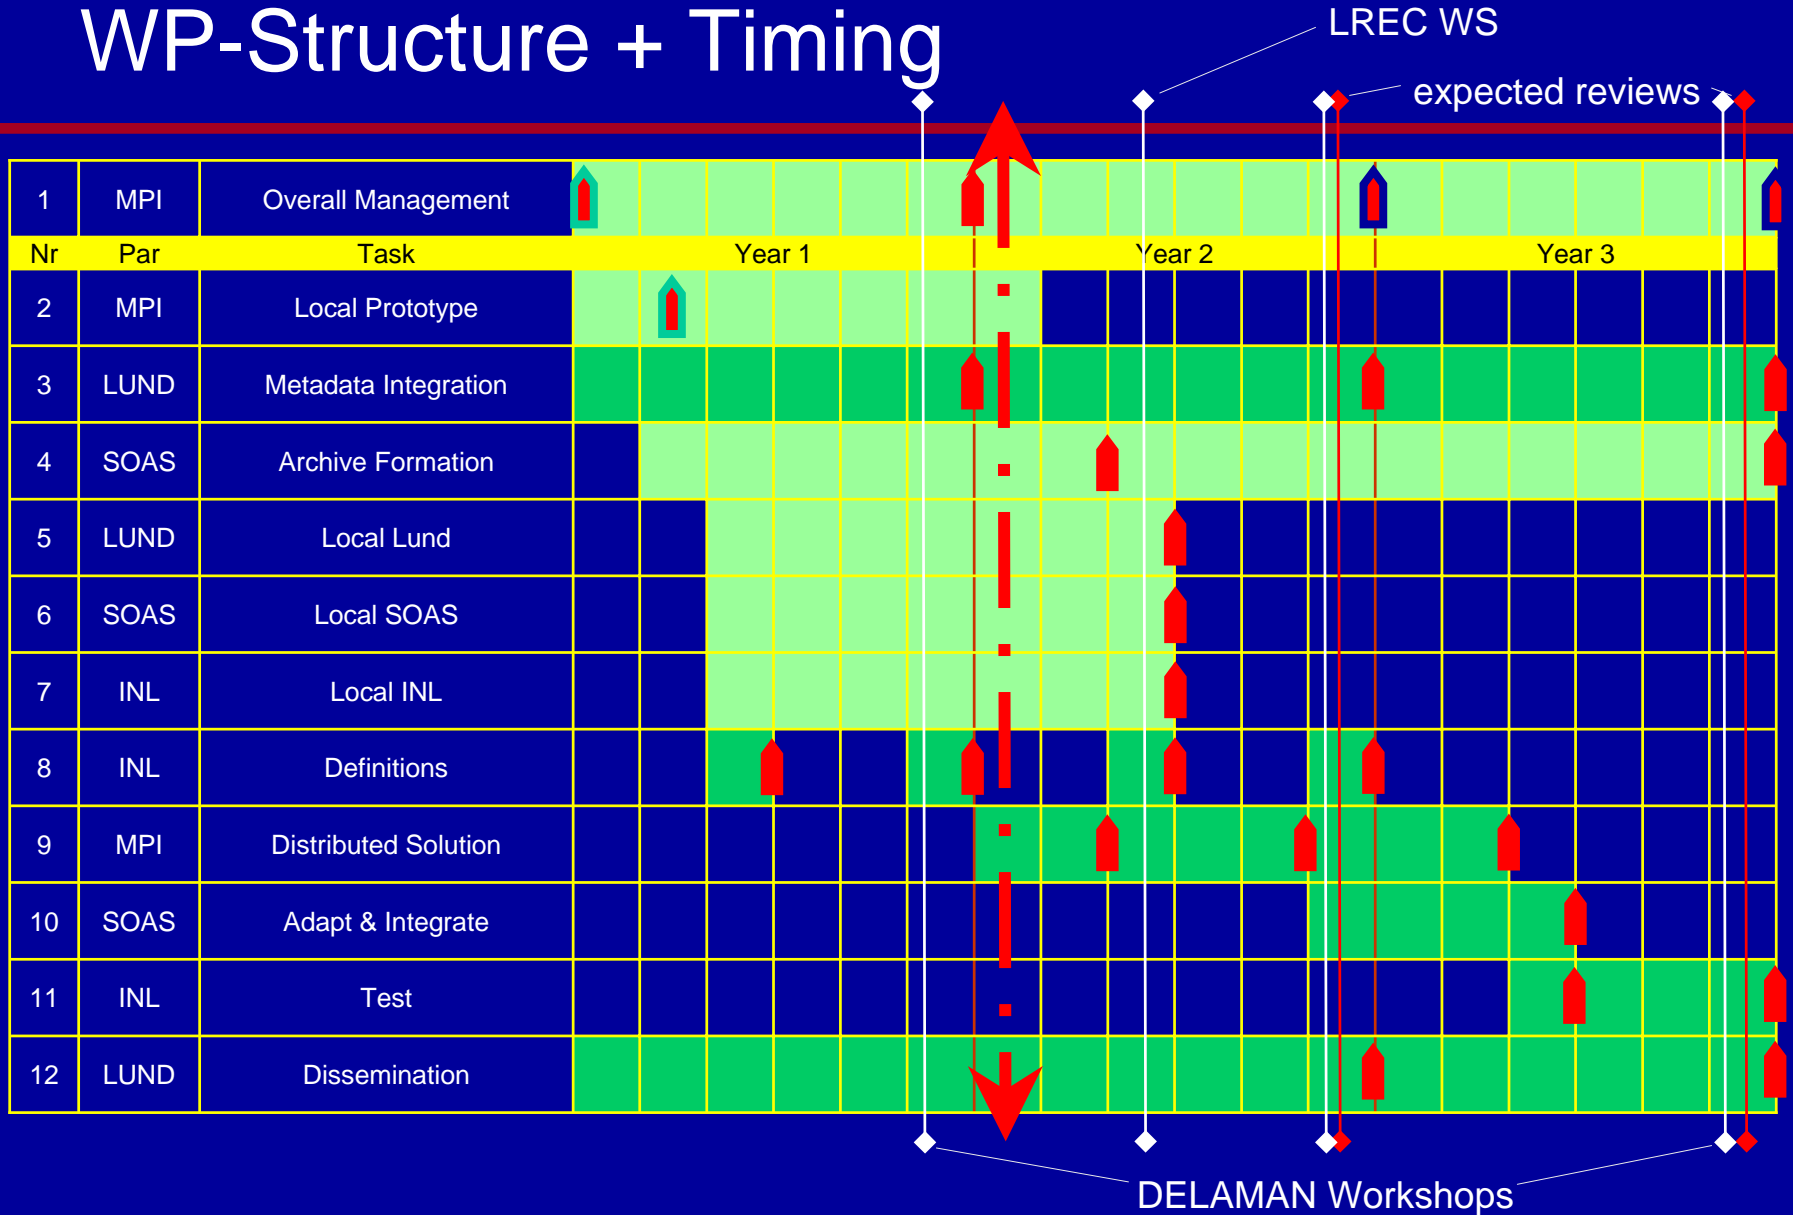 WP-Structure + Timing
LREC WS
expected reviews
1 MPI Overall Management
Nr Par Task Year 1 Year 2 Year 3
2 MPI Local Prototype
3 LUND Metadata Integration
4 SOAS Archive Formation
5 LUND Local Lund
6 SOAS Local SOAS
7 INL Local INL
8 INL Definitions
9 MPI Distributed Solution
10 SOAS Adapt & Integrate
11 INL Test
12 LUND Dissemination
DELAMAN Workshops